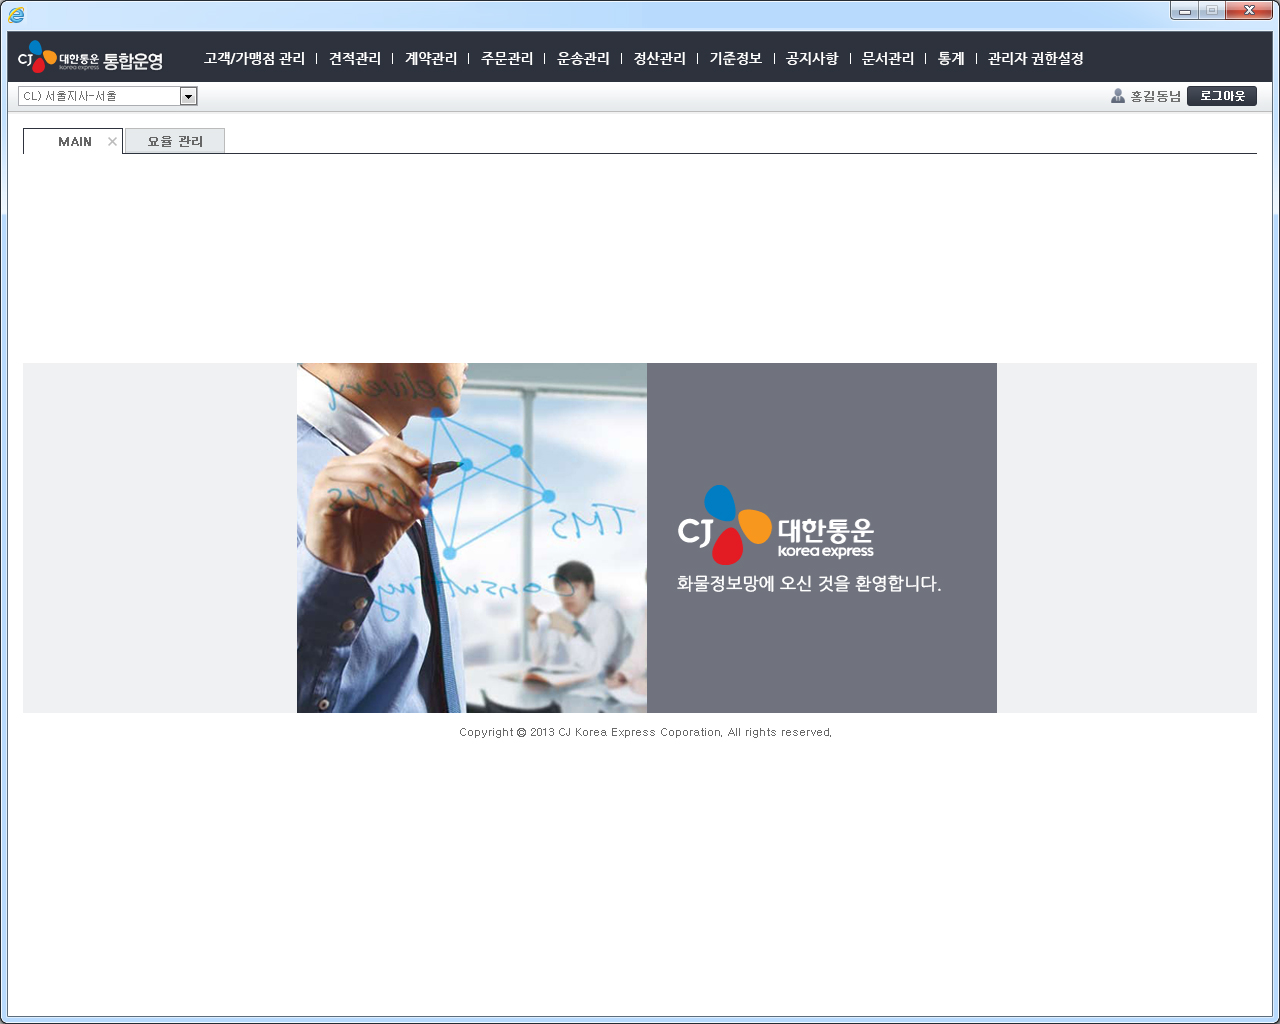 CJ 대한통운 korea express 통합운영
고객/가맹점 관리 | 견적관리 | 계약관리 | 주문관리 | 운송관리 | 정산관리 | 기준정보 | 공지사항 | 문서관리 | 통계 | 관리자 권한설정
CL) 서울지사-서울
홍길동님 로그아웃
MAIN 요율 관리
Delivery
WMS
TMS
Consulting
CJ 대한통운
korea express
화물정보망에 오신 것을 환영합니다.
Copyright © 2013 CJ Korea Express Coporation. All rights reserved.